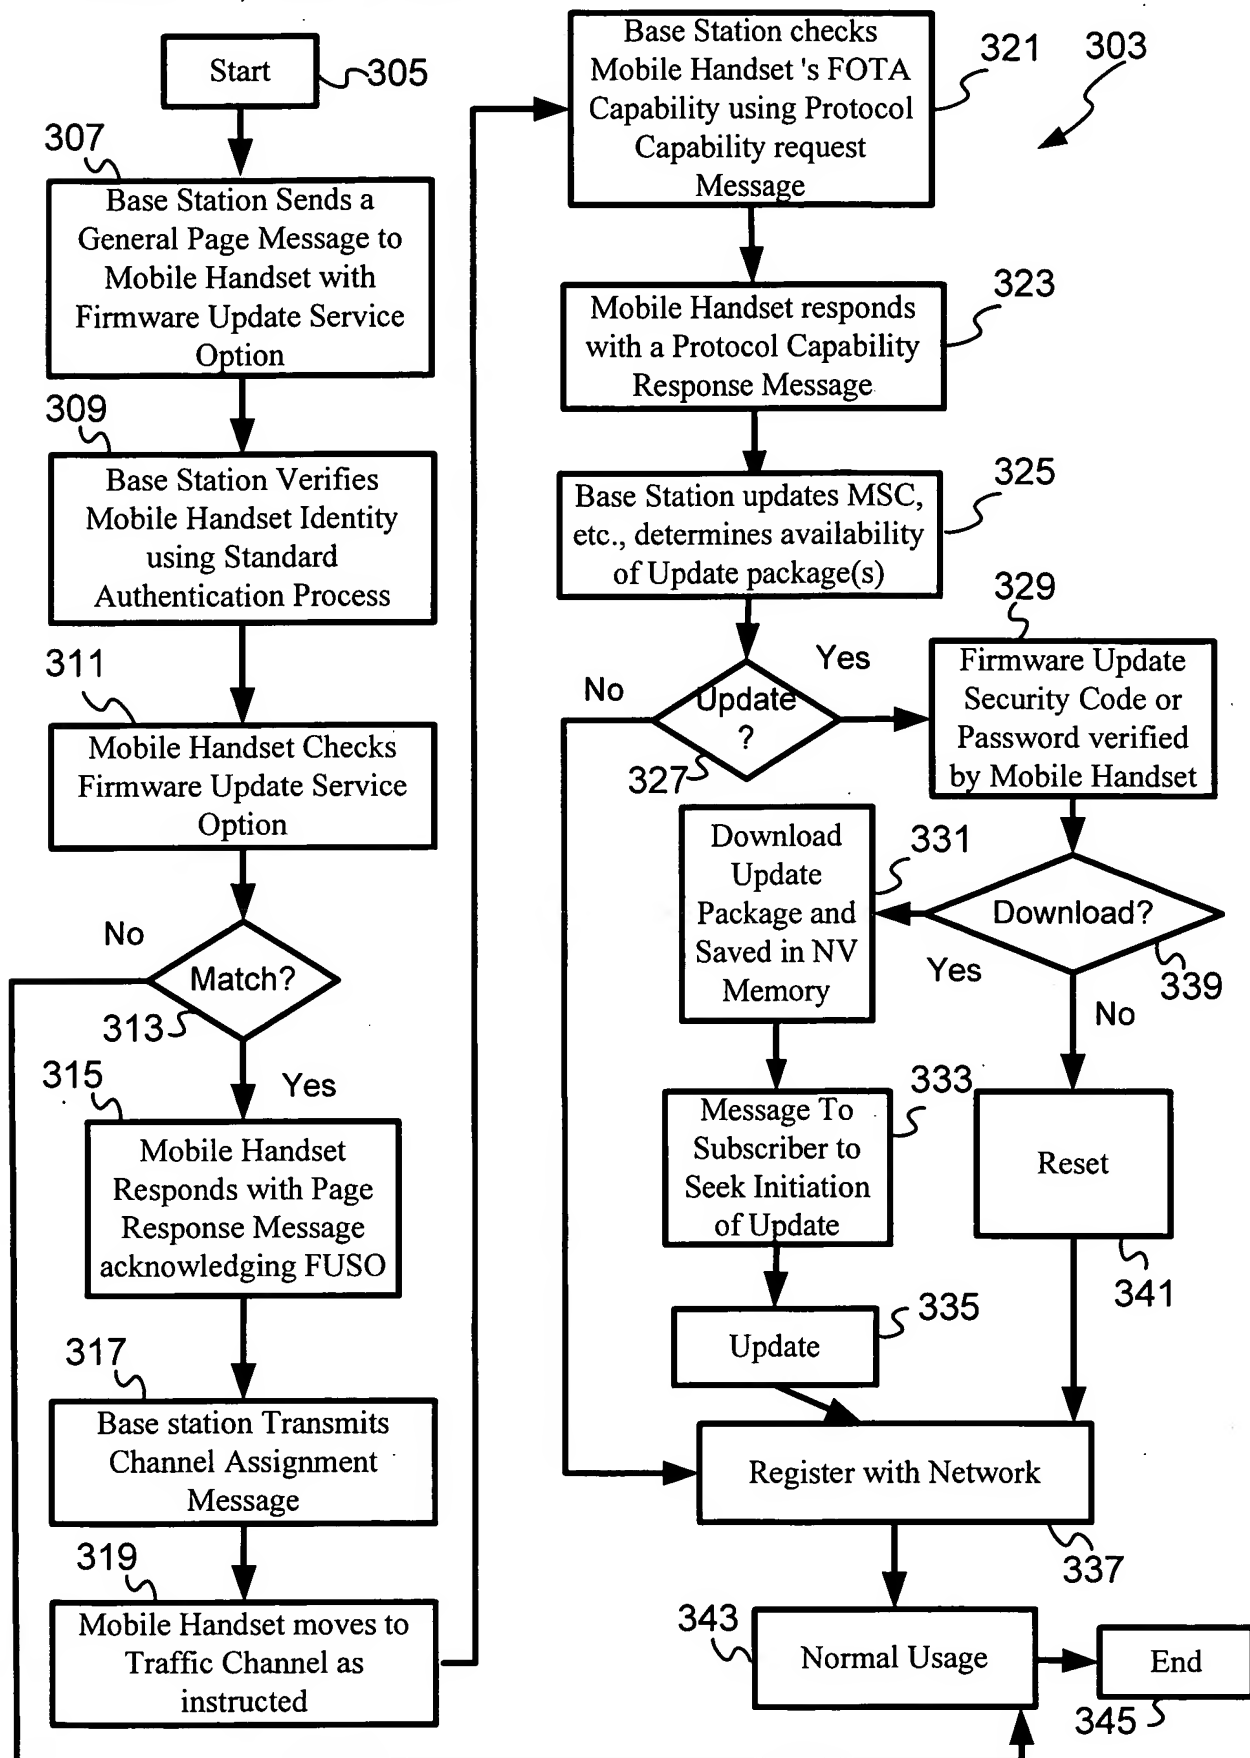 Start
305
307
Base Station Sends a
General Page Message to
Mobile Handset with
Firmware Update Service
Option
309
Base Station Verifies
Mobile Handset Identity
using Standard
Authentication Process
311
Mobile Handset Checks
Firmware Update Service
Option
No
Match?
313
315
Yes
Mobile Handset
Responds with Page
Response Message
acknowledging FUSO
317
Base station Transmits
Channel Assignment
Message
319
Mobile Handset moves to
Traffic Channel as
instructed
Base Station checks
Mobile Handset 's FOTA
Capability using Protocol
Capability request
Message
321
303
Mobile Handset responds
with a Protocol Capability
Response Message
323
Base Station updates MSC,
etc., determines availability
of Update package(s)
325
No
Yes
Update
?
327
329
Firmware Update
Security Code or
Password verified
by Mobile Handset
Download?
339
Yes
No
Download
Update
Package and
Saved in NV
Memory
331
Message To
Subscriber to
Seek Initiation
of Update
333
Reset
341
Update
335
Register with Network
337
343
Normal Usage
End
345